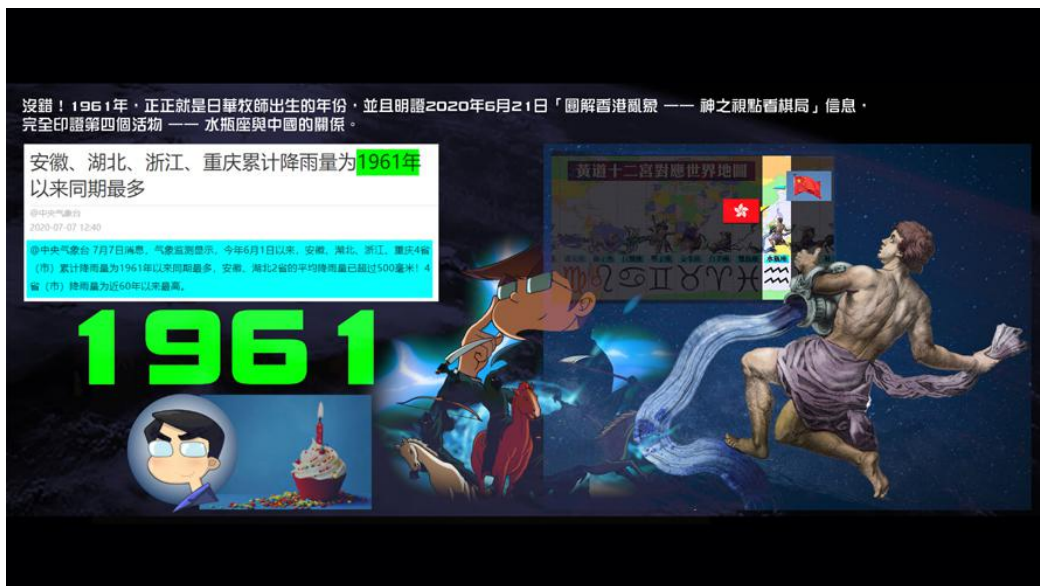 沒錯！1961年，正正就是日華牧師出生的年份，並且明證2020年6月21日「圖解香港亂象 —— 神之視點看棋局」信息，
完全印證第四個活物 —— 水瓶座與中國的關係。
安徽、湖北、浙江、重庆累计降雨量为1961年
以来同期最多
@中央气象台
2020-07-07 12:40
@中央气象台 7月7日消息，气象监测显示，今年6月1日以来，安徽、湖北、浙江、重庆4省
（市）累计降雨量为1961年以来同期最多，安徽、湖北2省的平均降雨量已超过500毫米！4
省（市）降雨量为近60年以来最高。
1961
黃道十二宮對應世界地圖
水瓶座